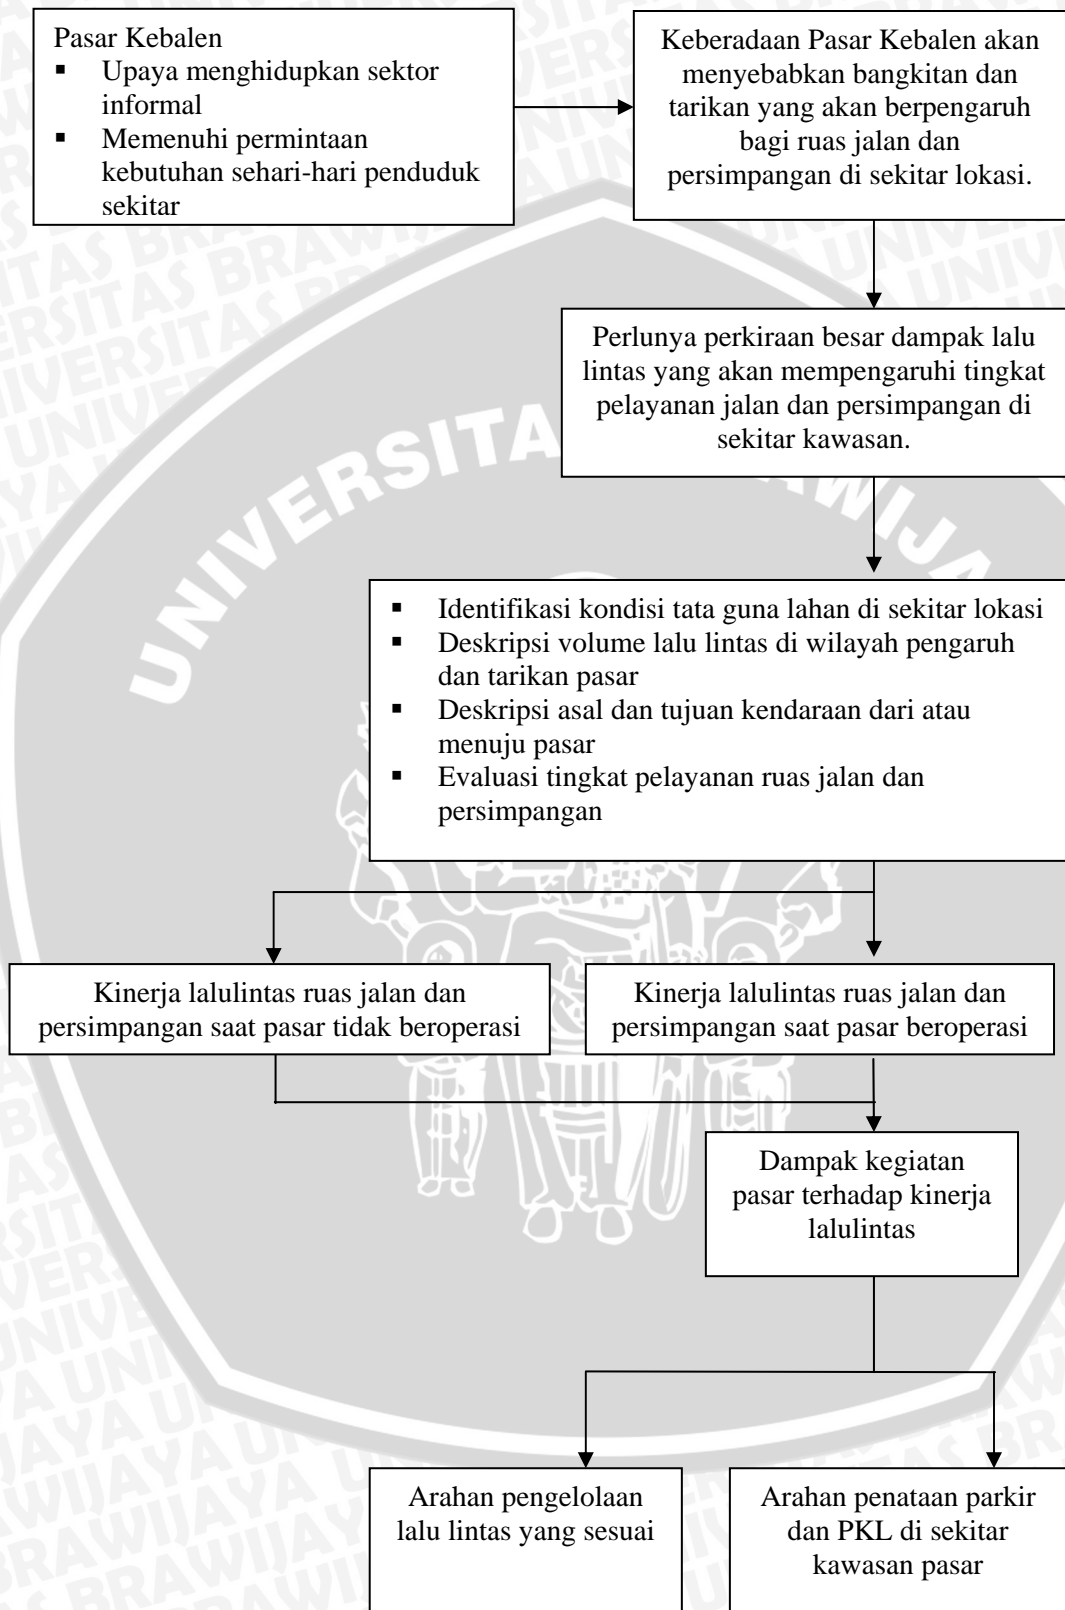 Pasar Kebalen
▪ Upaya menghidupkan sektor
informal
▪ Memenuhi permintaan
kebutuhan sehari-hari penduduk
sekitar
Keberadaan Pasar Kebalen akan
menyebabkan bangkitan dan
tarikan yang akan berpengaruh
bagi ruas jalan dan
persimpangan di sekitar lokasi.
Perlunya perkiraan besar dampak lalu
lintas yang akan mempengaruhi tingkat
pelayanan jalan dan persimpangan di
sekitar kawasan.
▪ Identifikasi kondisi tata guna lahan di sekitar lokasi
▪ Deskripsi volume lalu lintas di wilayah pengaruh
dan tarikan pasar
▪ Deskripsi asal dan tujuan kendaraan dari atau
menuju pasar
▪ Evaluasi tingkat pelayanan ruas jalan dan
persimpangan
Kinerja lalulintas ruas jalan dan
persimpangan saat pasar tidak beroperasi
Kinerja lalulintas ruas jalan dan
persimpangan saat pasar beroperasi
Dampak kegiatan
pasar terhadap kinerja
lalulintas
Arahan pengelolaan
lalu lintas yang sesuai
Arahan penataan parkir
dan PKL di sekitar
kawasan pasar